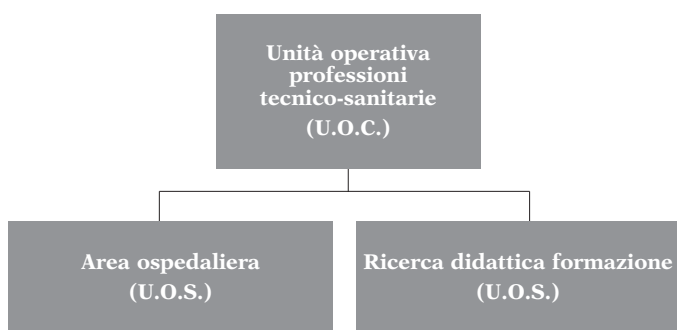 Unità operativa
professioni
tecnico-sanitarie
(U.O.C.)
Area ospedaliera
(U.O.S.)
Ricerca didattica formazione
(U.O.S.)